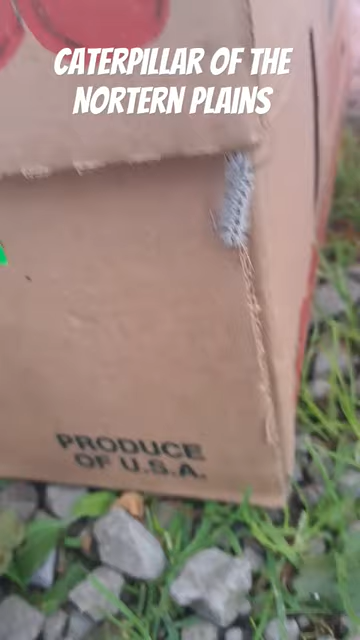 CATERPILLAR OF THE
NORTERN PLAINS
PRODUCE
OF U.S.A.